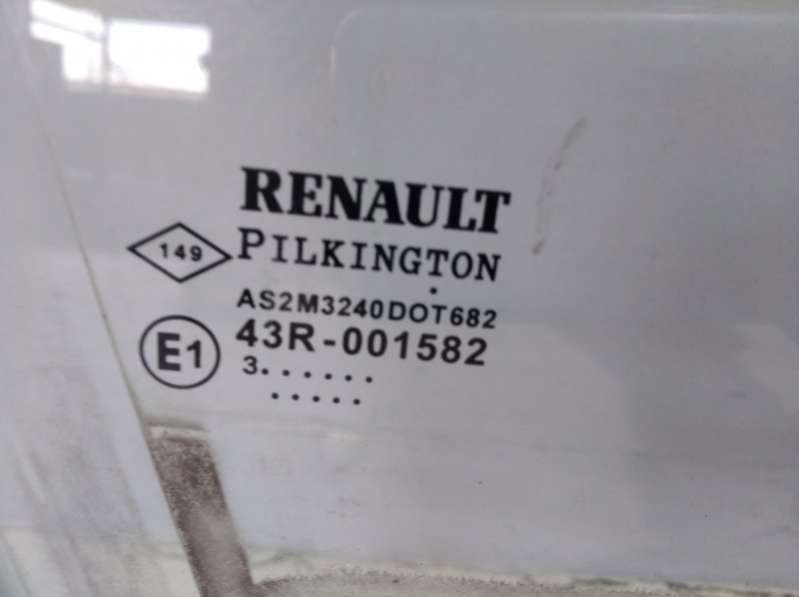 RENAULT
149
PILKINGTON
AS2M3240DOT682
E1
43R-001582
3......
.....